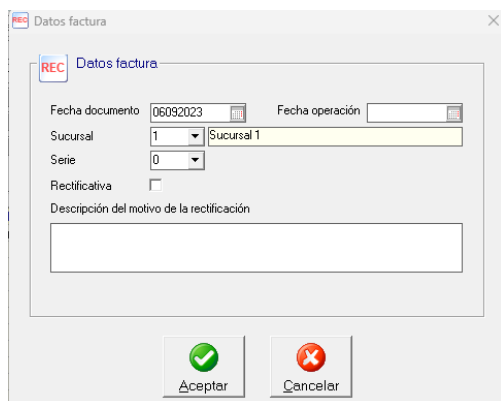 REC Datos factura
REC Datos factura
Fecha documento 06092023 Fecha operación
Sucursal 1 Sucursal 1
Serie 0
Rectificativa
Descripción del motivo de la rectificación
Aceptar Cancelar